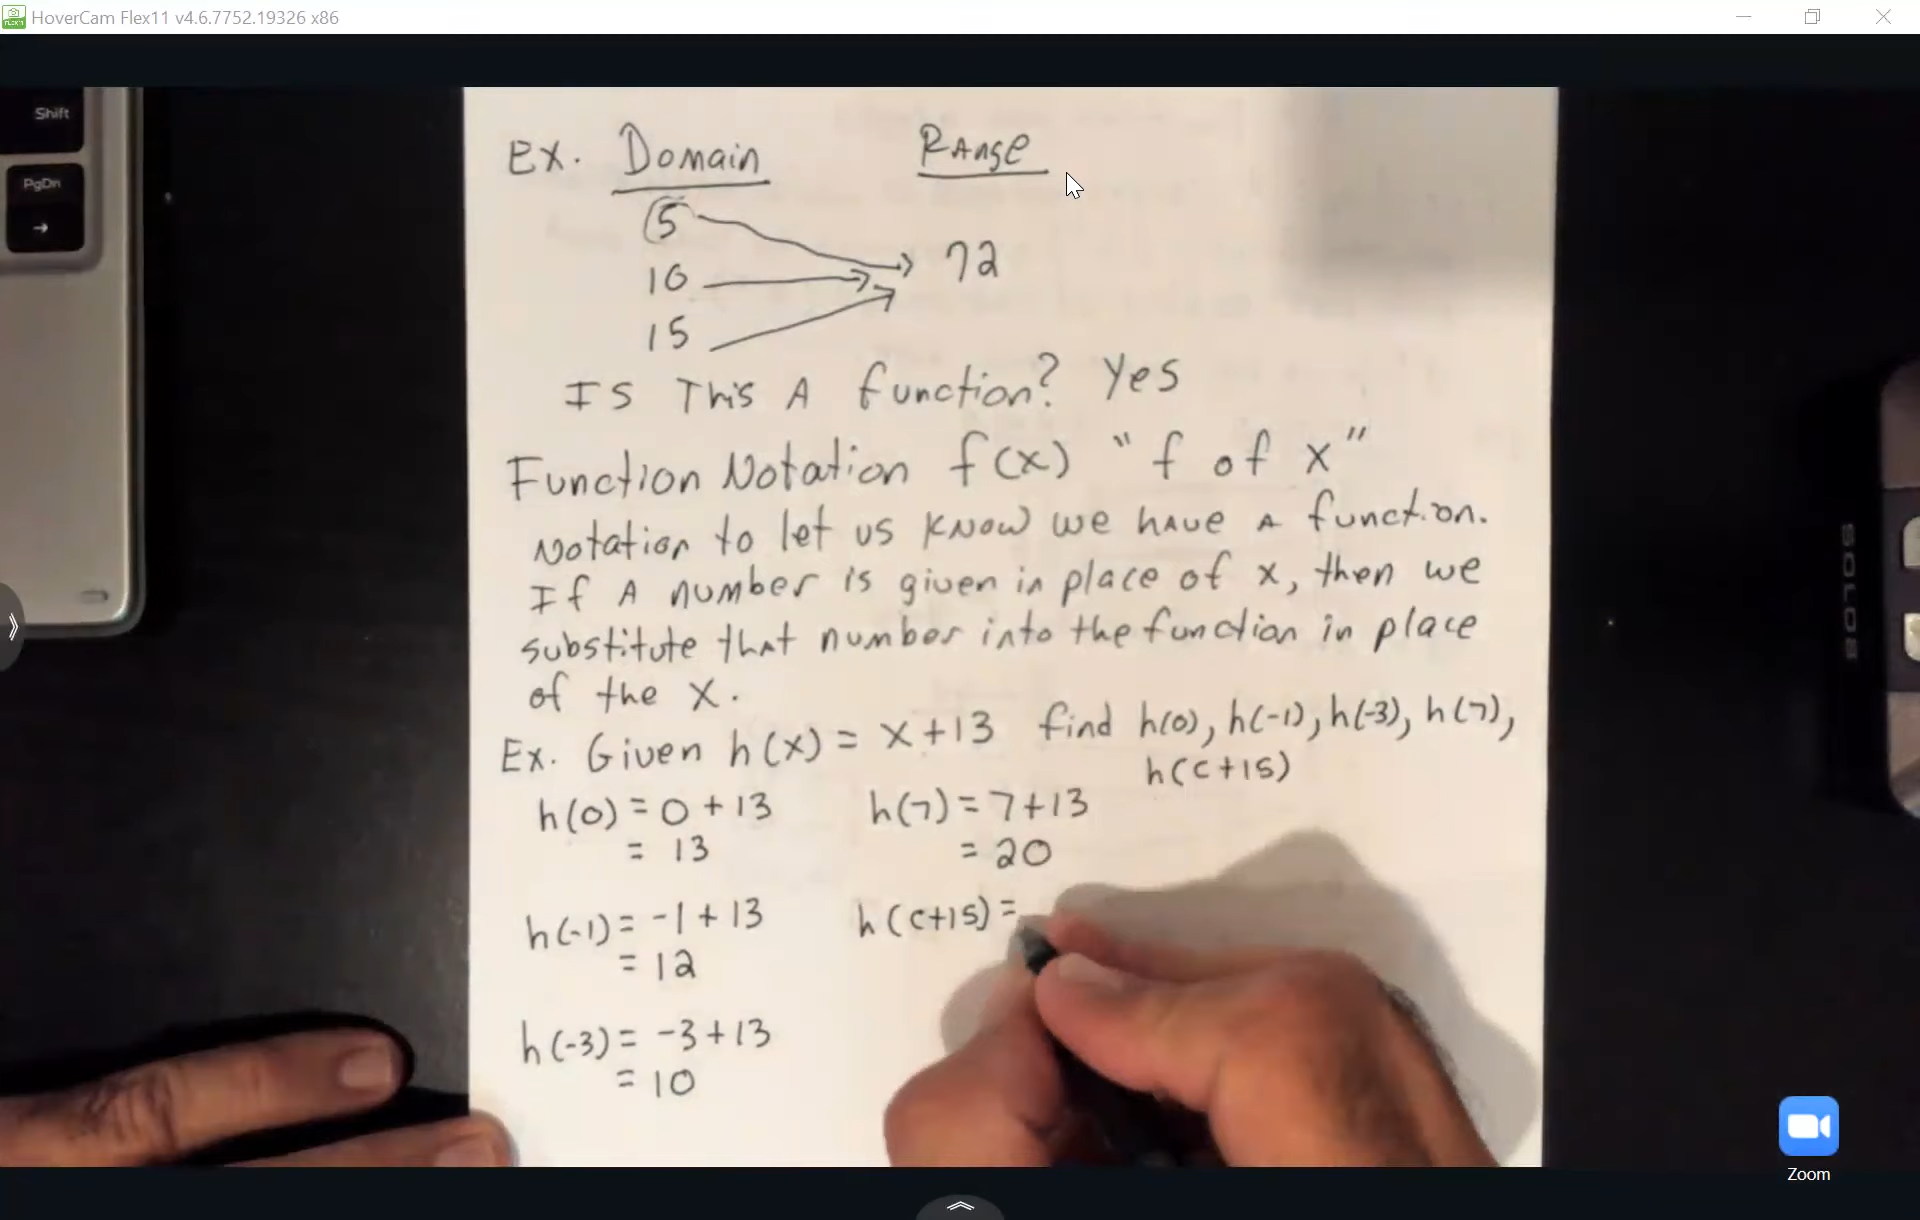 HoverCam Flex11 v4.6.7752.19326 x86
Shift
PgDn
Ex. Domain Range
5
10 72
15
Is This A function? Yes
Function Notation f(x) "f of x"
Notation to let us know we have a function.
If A number is given in place of x, then we
substitute that number into the function in place
of the x.
Ex. Given h(x) = x+13 find h(0), h(-1), h(-3), h(7),
h(c+15)
h(0) = 0 + 13 h(7) = 7+13
= 13 = 20
h(-1) = -1 + 13 h(c+15) =
= 12
h(-3) = -3 + 13
= 10
SOLO8
Zoom